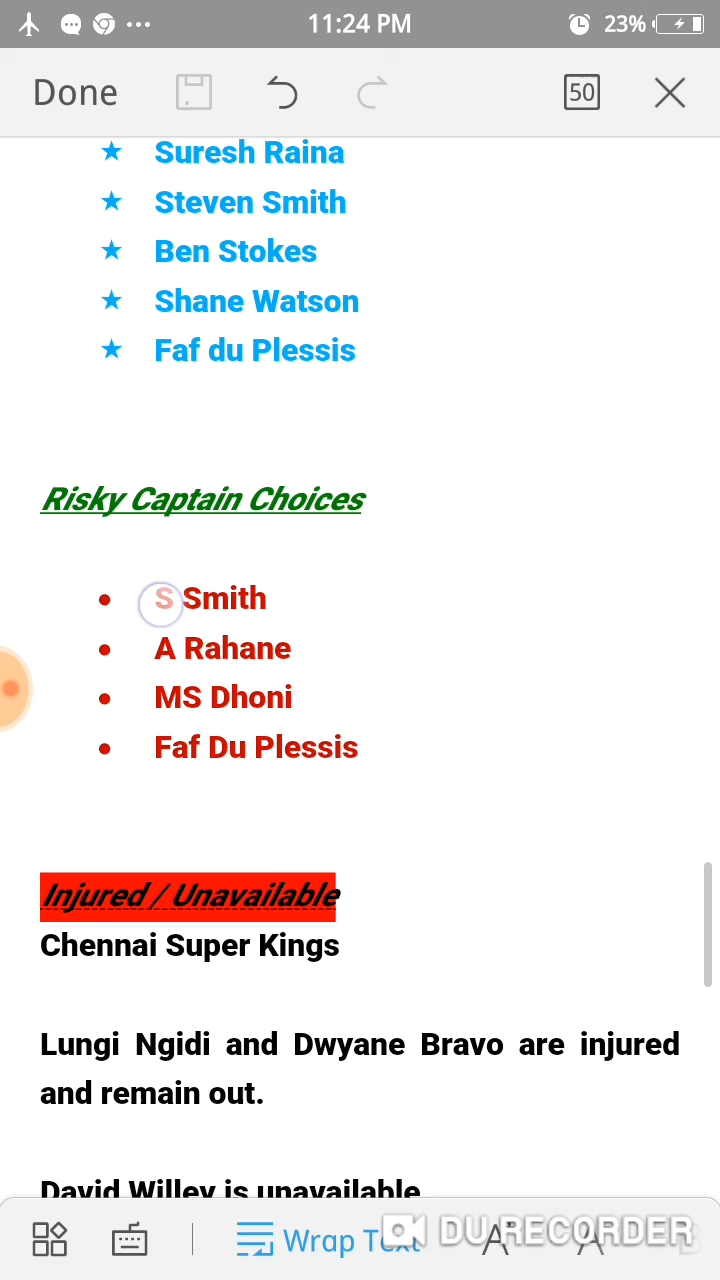 11:24 PM
23%
Done
50
Suresh Raina
Steven Smith
Ben Stokes
Shane Watson
Faf du Plessis
Risky Captain Choices
S Smith
A Rahane
MS Dhoni
Faf Du Plessis
Injured / Unavailable
Chennai Super Kings
Lungi Ngidi and Dwyane Bravo are injured
and remain out.
David Willey is unavailable
Wrap Text
DU RECORDER